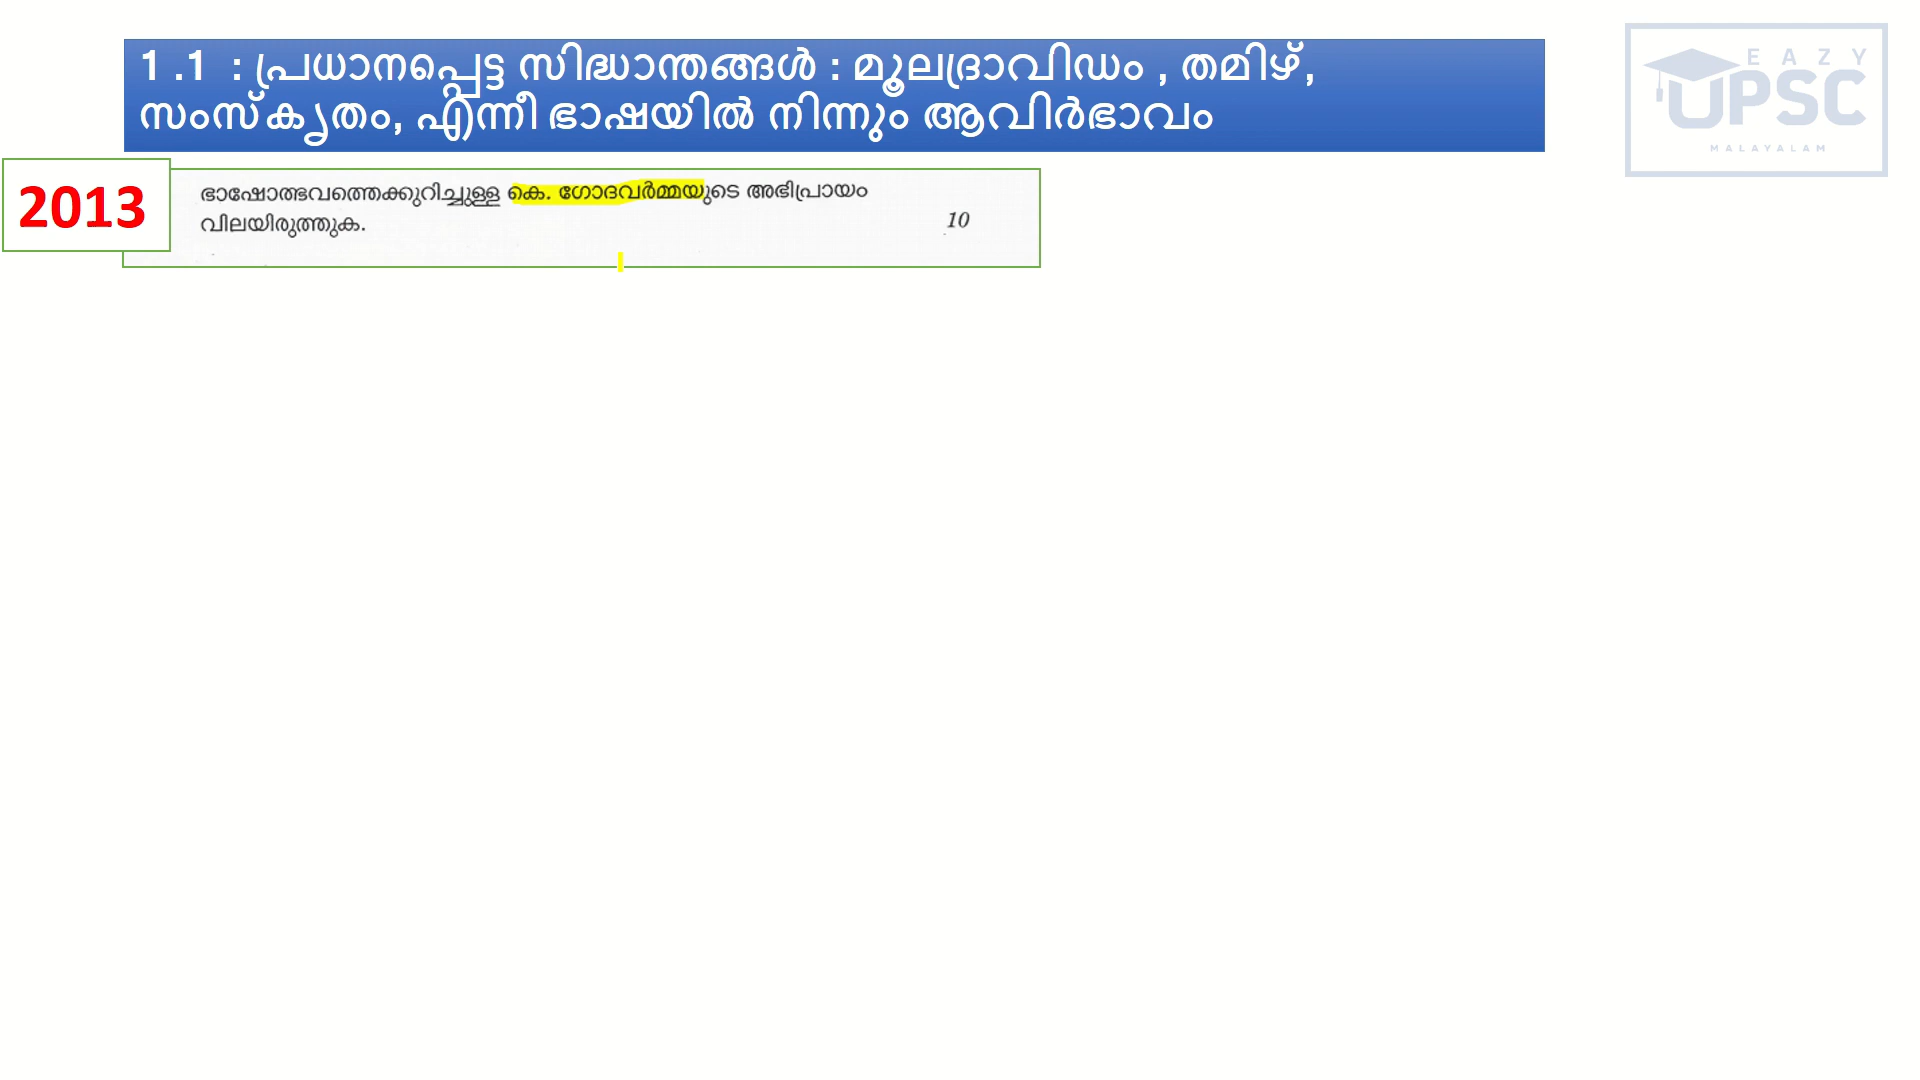 1 .1 : പ്രധാനപ്പെട്ട സിദ്ധാന്തങ്ങൾ : മൂലദ്രാവിഡം , തമിഴ്,
സംസ്കൃതം, എന്നീ ഭാഷയിൽ നിന്നും ആവിർഭാവം
EAZY
UPSC
MALAYALAM
2013
ഭാഷോത്ഭവത്തെക്കുറിച്ചുള്ള കെ. ഗോദവർമ്മയുടെ അഭിപ്രായം
വിലയിരുത്തുക. 10